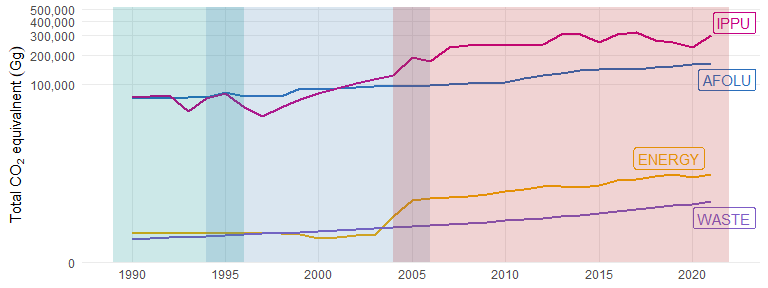 Total CO2 equivalnent (Gg)
500,000
400,000
300,000
200,000
100,000
0
IPPU
AFOLU
ENERGY
WASTE
1990 1995 2000 2005 2010 2015 2020